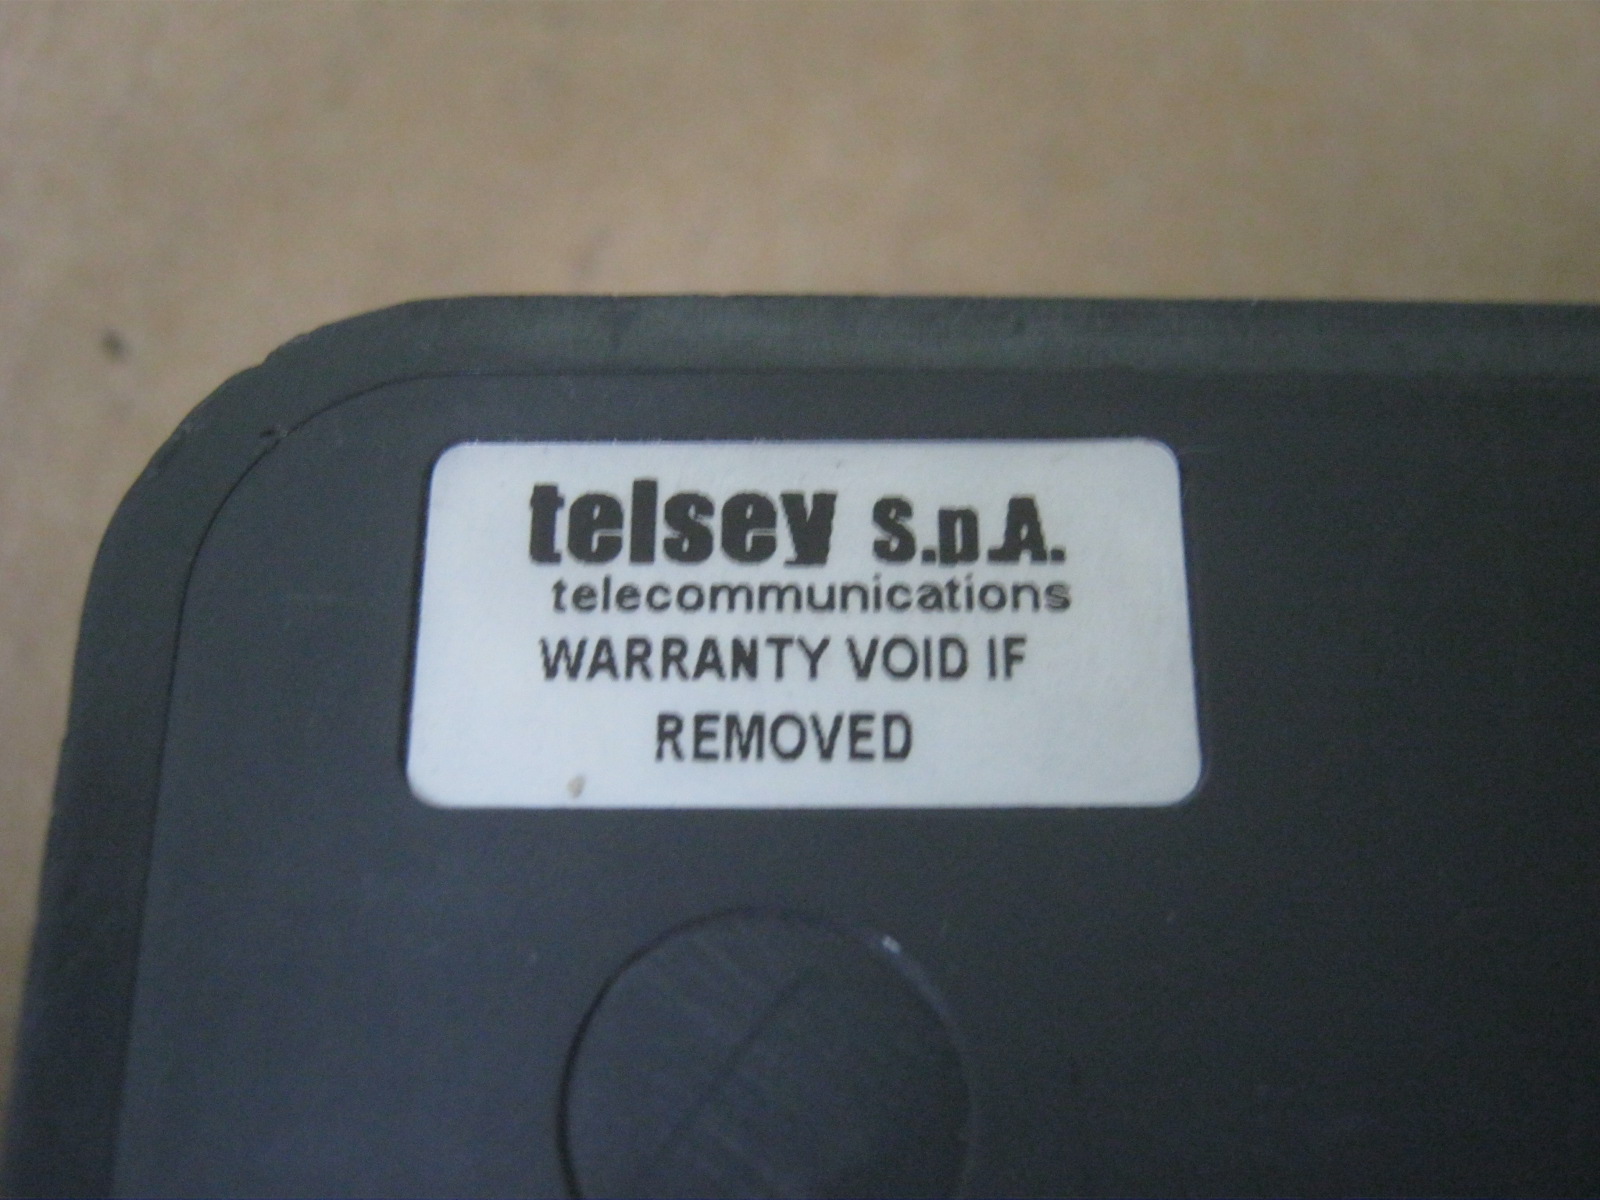 telsey S.p.A.
telecommunications
WARRANTY VOID IF
REMOVED